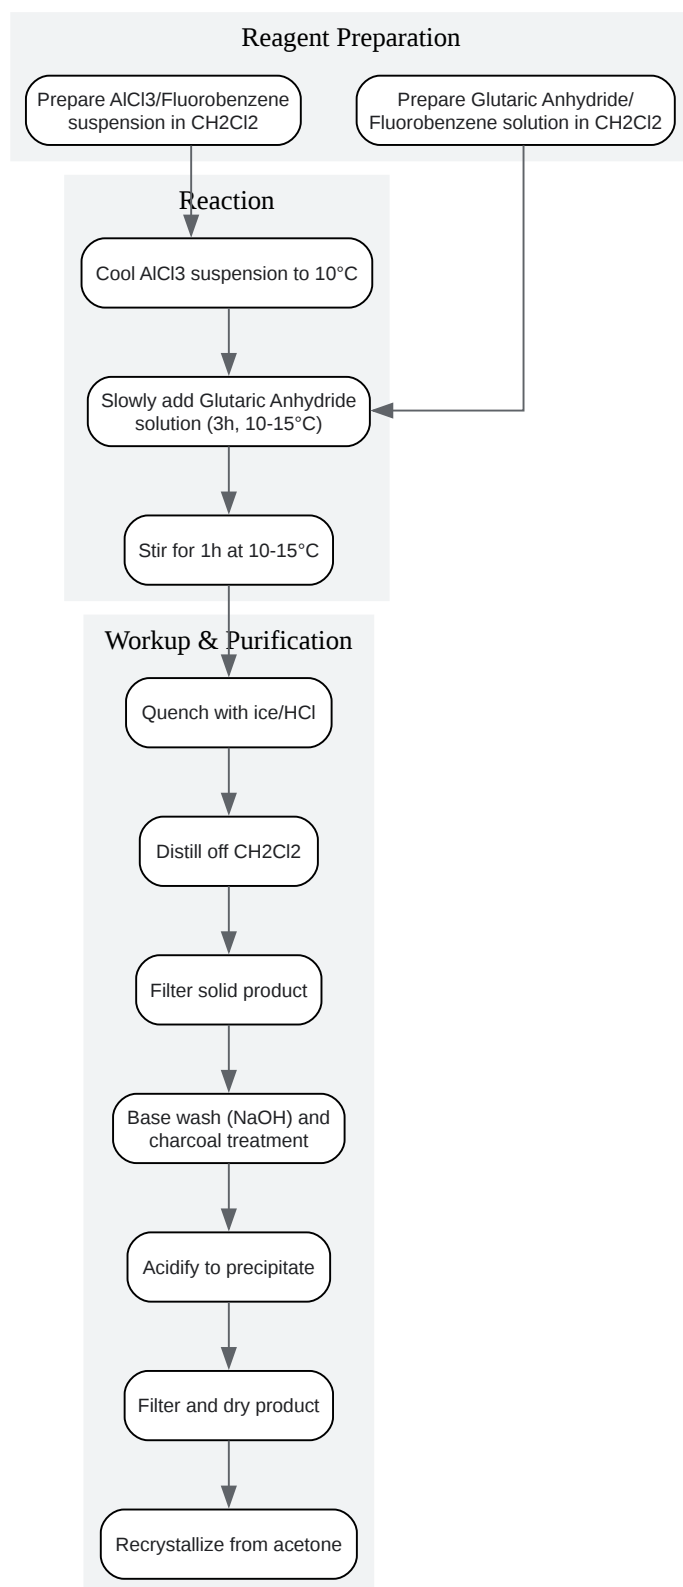 Reagent Preparation
Prepare AlCl3/Fluorobenzene
suspension in CH2Cl2
Prepare Glutaric Anhydride/
Fluorobenzene solution in CH2Cl2
Reaction
Cool AlCl3 suspension to 10°C
Slowly add Glutaric Anhydride
solution (3h, 10-15°C)
Stir for 1h at 10-15°C
Workup & Purification
Quench with ice/HCl
Distill off CH2Cl2
Filter solid product
Base wash (NaOH) and
charcoal treatment
Acidify to precipitate
Filter and dry product
Recrystallize from acetone